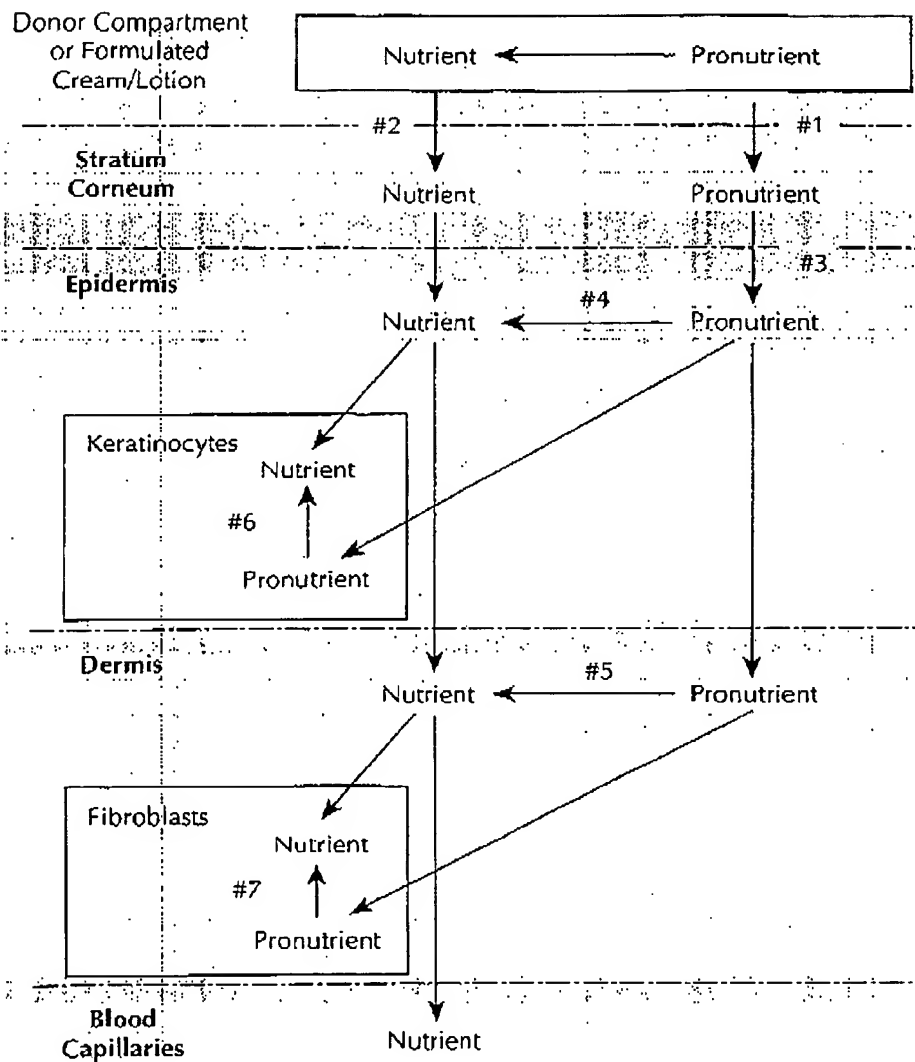 Donor Compartment
or Formulated
Cream/Lotion
Nutrient
Pronutrient
#2
#1
Stratum
Corneum
Nutrient
Pronutrient
#3
Epidermis
#4
Nutrient
Pronutrient
Keratinocytes
Nutrient
#6
Pronutrient
Dermis
#5
Nutrient
Pronutrient
Fibroblasts
Nutrient
#7
Pronutrient
Blood
Capillaries
Nutrient